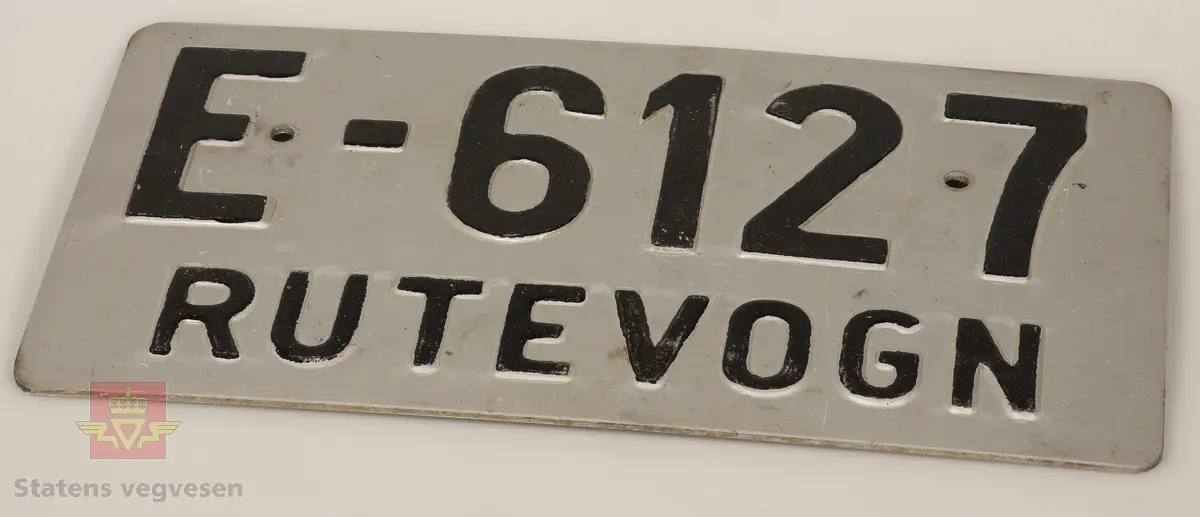 E-6127
RUTEVOGN
Statens vegvesen